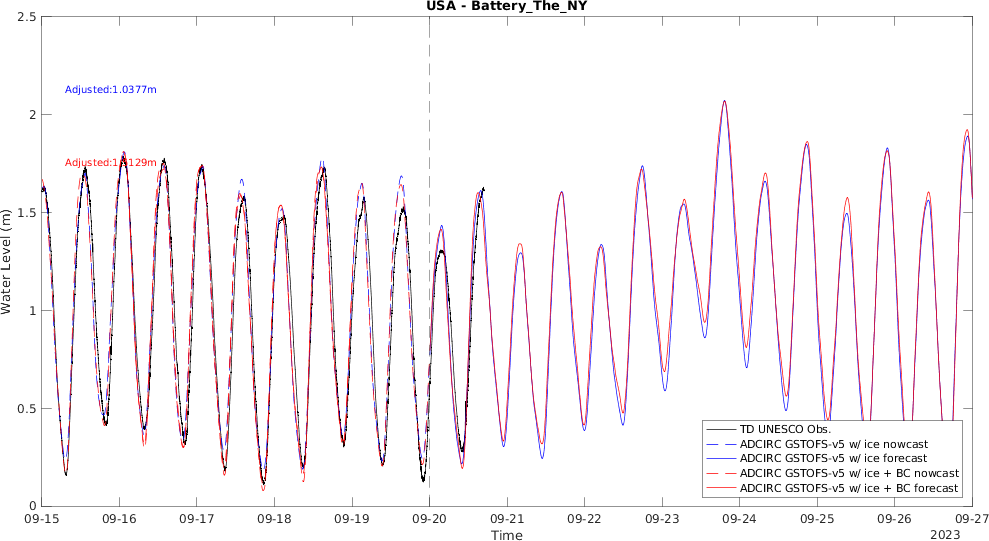 USA - Battery_The_NY
2.5
2
1.5
1
0.5
0
Water Level (m)
Adjusted:1.0377m
TD UNESCO Obs.
ADCIRC GSTOFS-v5 w/ ice nowcast
ADCIRC GSTOFS-v5 w/ ice forecast
ADCIRC GSTOFS-v5 w/ ice + BC nowcast
ADCIRC GSTOFS-v5 w/ ice + BC forecast
09-15 09-16 09-17 09-18 09-19 09-20 09-21 09-22 09-23 09-24 09-25 09-26 09-27
Time
2023